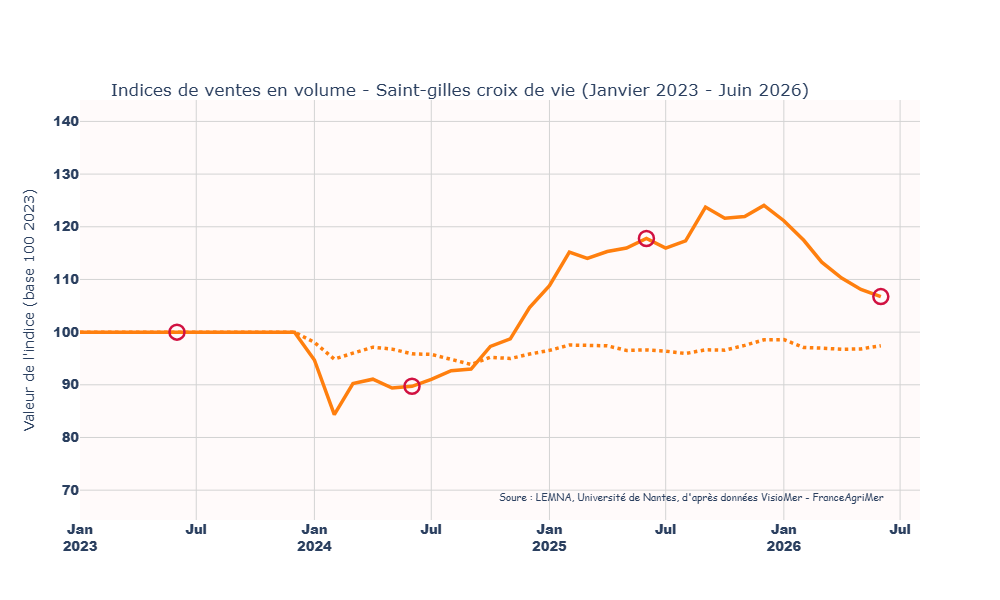 Indices de ventes en volume - Saint-gilles croix de vie (Janvier 2023 - Juin 2026)
Valeur de l'indice (base 100 2023)
140
130
120
110
100
90
80
70
Soure : LEMNA, Université de Nantes, d'après données VisioMer - FranceAgriMer
Jan Jul Jan Jul Jan Jul Jan Jul
2023 2024 2025 2026